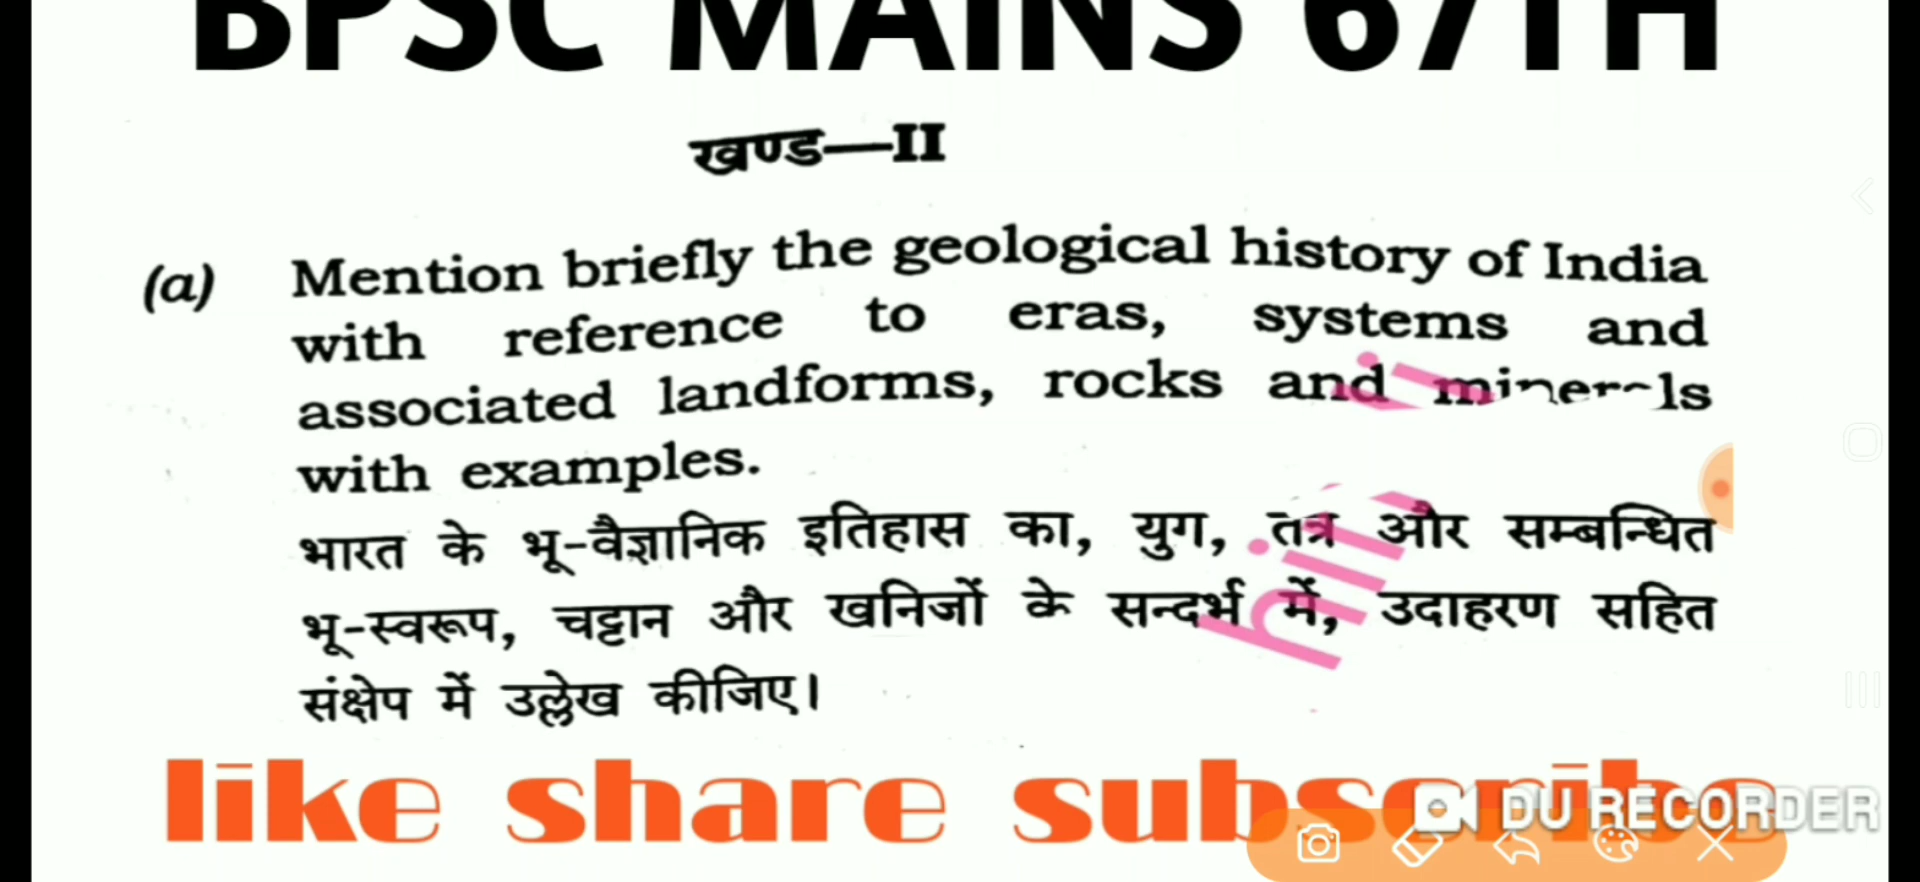 BPSC MAINS 67TH
खण्ड—II
(a) Mention briefly the geological history of India
with reference to eras, systems and
associated landforms, rocks and minerals
with examples.
भारत के भू-वैज्ञानिक इतिहास का, युग, तंत्र और सम्बन्धित
भू-स्वरूप, चट्टान और खनिजों के सन्दर्भ में, उदाहरण सहित
संक्षेप में उल्लेख कीजिए।
like share subscribe
DU RECORDER